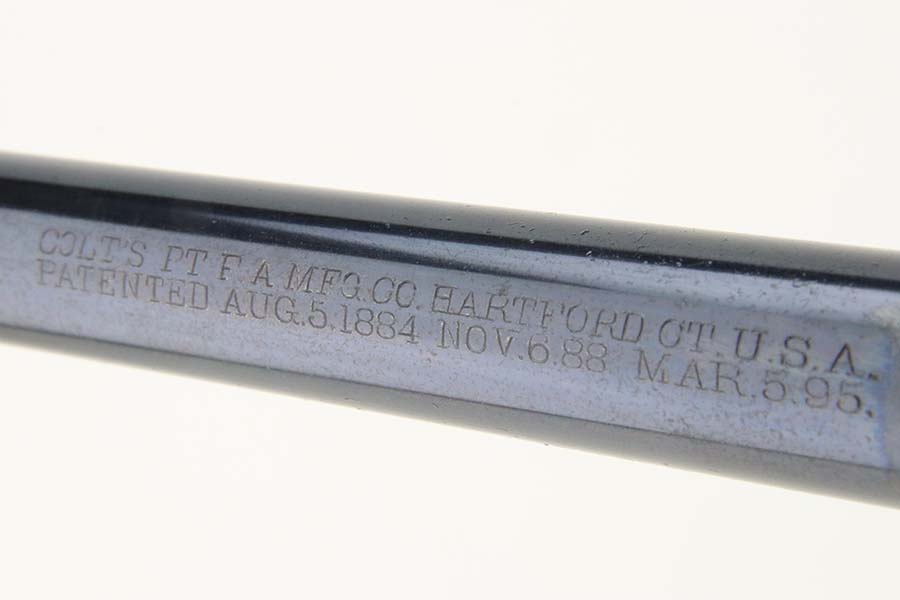 COLT'S PT F. A. MFG. CO. HARTFORD CT. U.S.A.
PATENTED AUG. 5. 1884 NOV. 6. 88 MAR. 5. 95.